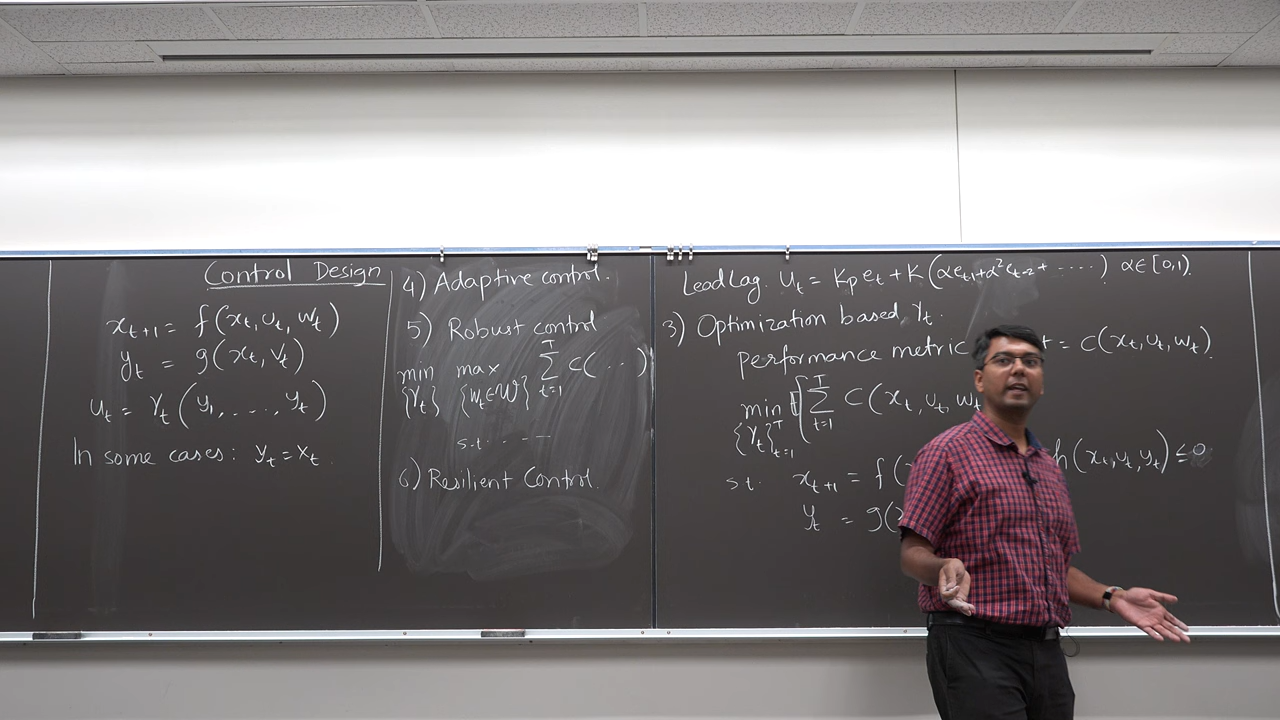 Control Design
x_{t+1} = f(x_t, u_t, w_t)
y_t = g(x_t, v_t)
u_t = γ_t(y_1, ..., y_t)
In some cases: y_t = x_t
4) Adaptive control.
5) Robust control
min max Σ_{t=1}^{T} c(...)
{γ_t} {w_t∈W}
s.t. ...
6) Resilient Control.
Lead Lag. u_t = K_p e_t + K(αe_{t-1} + α²e_{t-2} + .....) α∈[0,1).
3) Optimization based γ_t.
performance metric t = c(x_t, u_t, w_t).
min E[Σ_{t=1}^{T} c(x_t, u_t, w_t
{γ_t}_{t=1}^{T}
s.t. x_{t+1} = f( h(x_t, u_t, y_t) ≤ 0
y_t = g(